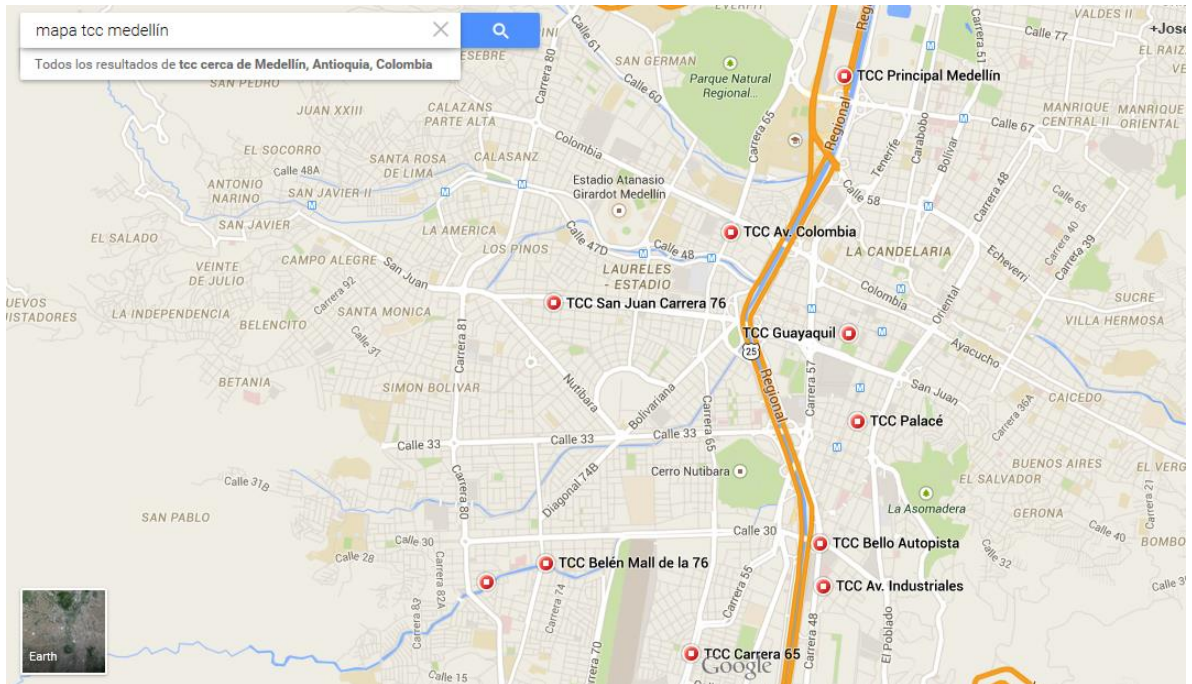 mapa tcc medellín
Todos los resultados de tcc cerca de Medellín, Antioquia, Colombia
Calle 61
SAN GERMAN
Regional
VALDES II
+José
Calle 77
Carrera 51
Parque Natural
Regional...
TCC Principal Medellín
SAN PEDRO
Carrera 80
JUAN XXIII
CALAZANS
PARTE ALTA
Calle 60
Carrera 65
Regional
MANRIQUE
CENTRAL II
MANRIQUE
ORIENTAL
Calle 67
Carabobo
Bolívar
Tenerife
Colombia
EL SOCORRO
Calle 48A
SANTA ROSA
DE LIMA
CALASANZ
ANTONIO
NARINO
SAN JAVIER II
Estadio Atanasio
Girardot Medellín
Carrera 48
Calle 58
Calle 65
SAN JAVIER
LA AMERICA
Calle 47D
Calle 48
TCC Av. Colombia
LA CANDELARIA
Echeverri
Carrera 40
Carrera 39
EL SALADO
LOS PINOS
CAMPO ALEGRE
San Juan
VEINTE
DE JULIO
Carrera 92
LAURELES
- ESTADIO
Colombia
Oriental
SUCRE
LA INDEPENDENCIA
SANTA MONICA
TCC San Juan Carrera 76
VILLA HERMOSA
BELENCITO
Carrera 81
TCC Guayaquil
Ayacucho
25
Regional
Carrera 57
San Juan
BETANIA
SIMON BOLIVAR
Nutibara
Bolivariana
Carrera 65
CAICEDO
Carrera 36A
TCC Palacé
Calle 33
Calle 33
Calle 33
Cerro Nutibara
BUENOS AIRES
EL SALVADOR
Diagonal 74B
Calle 31B
Carrera 80
La Asomadera
GERONA
Carrera 21
SAN PABLO
Calle 30
Calle 30
Calle 40
TCC Bello Autopista
Calle 28
Calle 32
TCC Belén Mall de la 76
TCC Av. Industriales
Carrera 82A
Carrera 83
Carrera 74
Carrera 55
Carrera 48
El Poblado
Earth
TCC Carrera 65
Google
Carrera 70
Calle 15